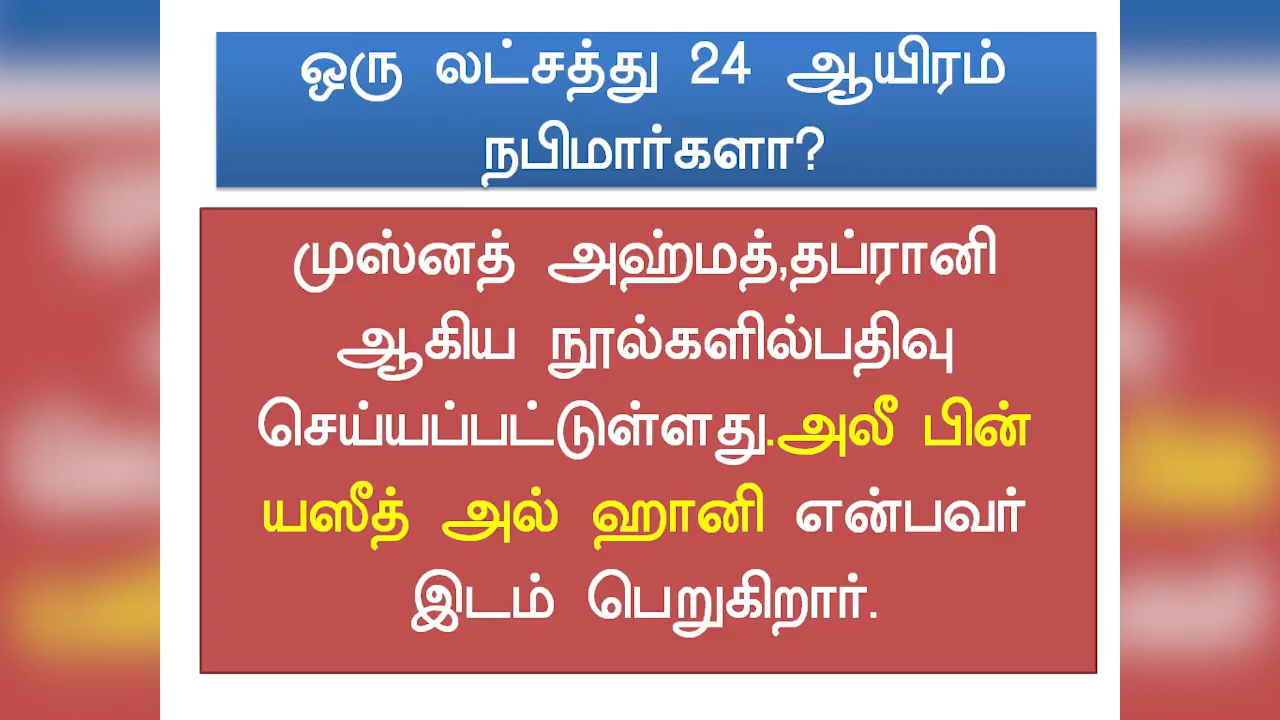 ஒரு லட்சத்து 24 ஆயிரம்
நபிமார்களா?
முஸ்னத் அஹ்மத்,தப்ரானி
ஆகிய நூல்களில்பதிவு
செய்யப்பட்டுள்ளது.அலீ பின்
யஸீத் அல் ஹானி என்பவர்
இடம் பெறுகிறார்.